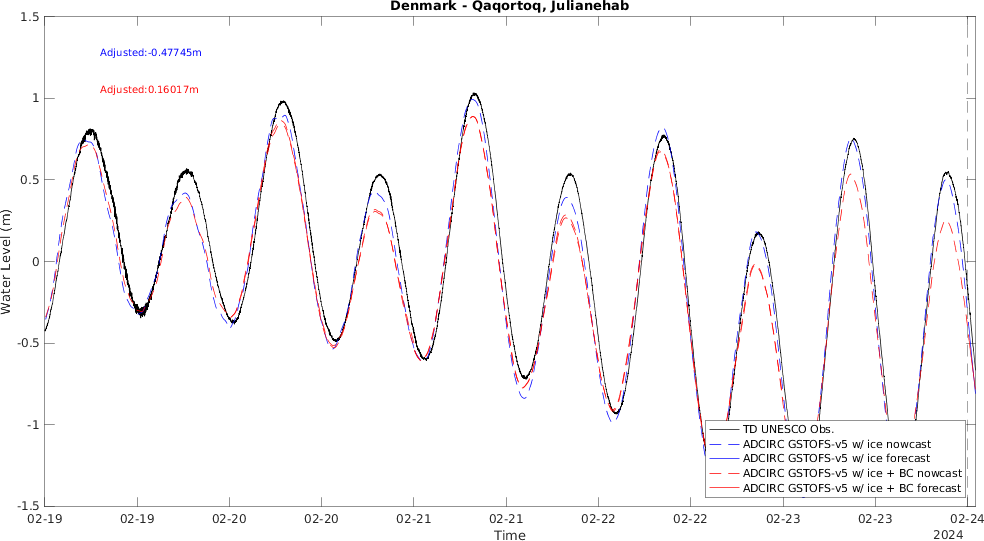 Denmark - Qaqortoq, Julianehab
1.5
Adjusted:-0.47745m
Adjusted:0.16017m
1
0.5
0
-0.5
-1
-1.5
Water Level (m)
TD UNESCO Obs.
ADCIRC GSTOFS-v5 w/ ice nowcast
ADCIRC GSTOFS-v5 w/ ice forecast
ADCIRC GSTOFS-v5 w/ ice + BC nowcast
ADCIRC GSTOFS-v5 w/ ice + BC forecast
02-19 02-19 02-20 02-20 02-21 02-21 02-22 02-22 02-23 02-23 02-24
Time
2024